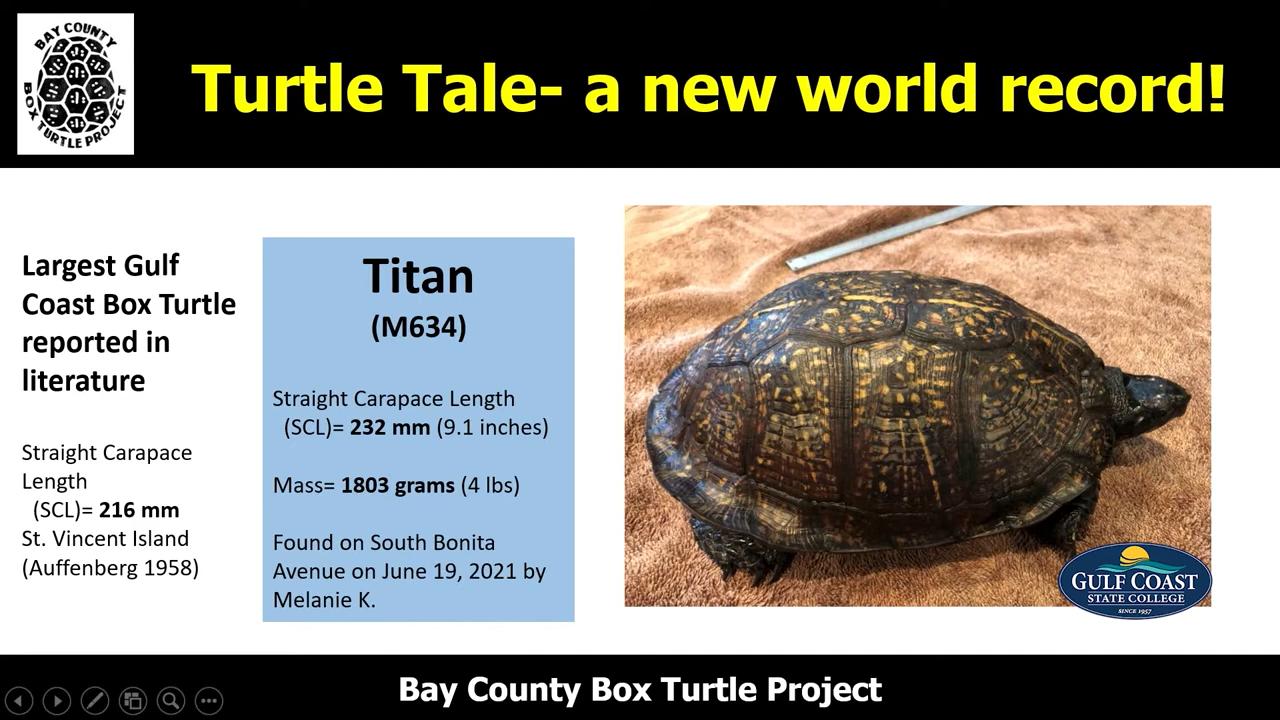 BAY COUNTY
BOX TURTLE PROJECT
Turtle Tale- a new world record!
Largest Gulf
Coast Box Turtle
reported in
literature
Straight Carapace
Length
(SCL)= 216 mm
St. Vincent Island
(Auffenberg 1958)
Titan
(M634)
Straight Carapace Length
(SCL)= 232 mm (9.1 inches)
Mass= 1803 grams (4 lbs)
Found on South Bonita
Avenue on June 19, 2021 by
Melanie K.
GULF COAST
STATE COLLEGE
SINCE 1957
Bay County Box Turtle Project